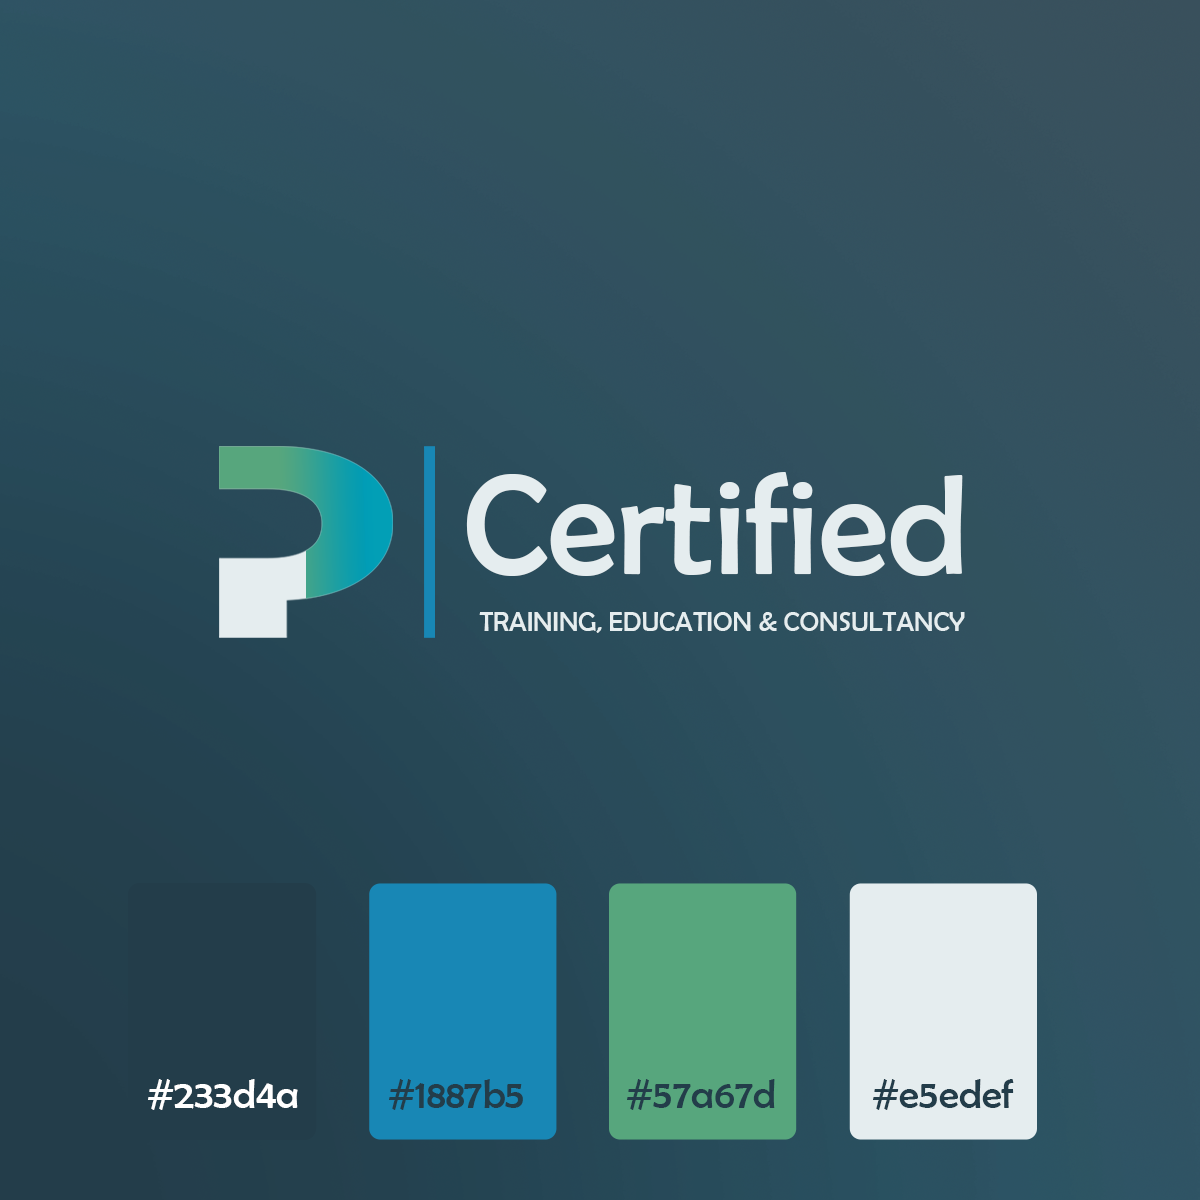 P Certified
TRAINING, EDUCATION & CONSULTANCY
#233d4a #1887b5 #57a67d #e5edef